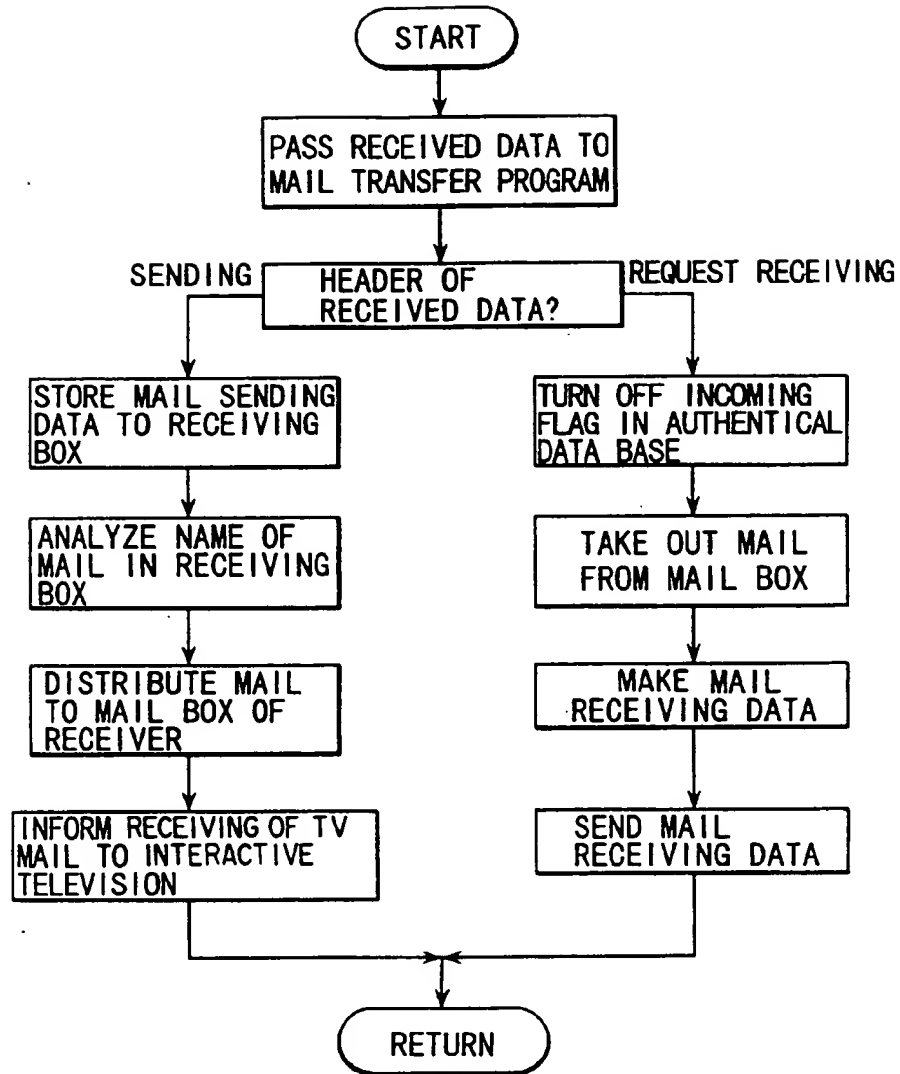 START
PASS RECEIVED DATA TO
MAIL TRANSFER PROGRAM
SENDING
HEADER OF
RECEIVED DATA?
REQUEST RECEIVING
STORE MAIL SENDING
DATA TO RECEIVING
BOX
ANALYZE NAME OF
MAIL IN RECEIVING
BOX
DISTRIBUTE MAIL
TO MAIL BOX OF
RECEIVER
INFORM RECEIVING OF TV
MAIL TO INTERACTIVE
TELEVISION
TURN OFF INCOMING
FLAG IN AUTHENTICAL
DATA BASE
TAKE OUT MAIL
FROM MAIL BOX
MAKE MAIL
RECEIVING DATA
SEND MAIL
RECEIVING DATA
RETURN